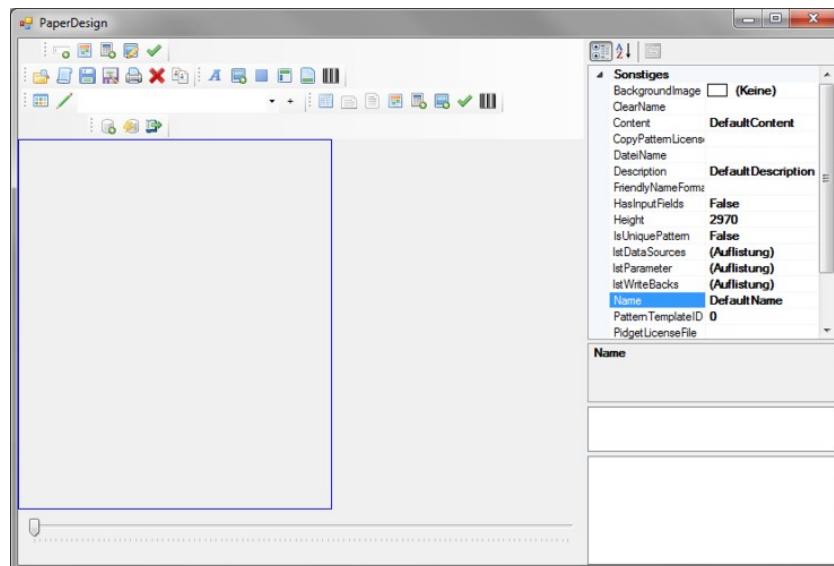 PaperDesign
Sonstiges
BackgroundImage (Keine)
ClearName
Content DefaultContent
CopyPatternLicens
DateiName
Description DefaultDescription
FriendlyNameForma
HasInputFields False
Height 2970
IsUniquePattern False
lstDataSources (Auflistung)
lstParameter (Auflistung)
lstWriteBacks (Auflistung)
Name DefaultName
PatternTemplateID 0
PidgetLicenseFile
Name